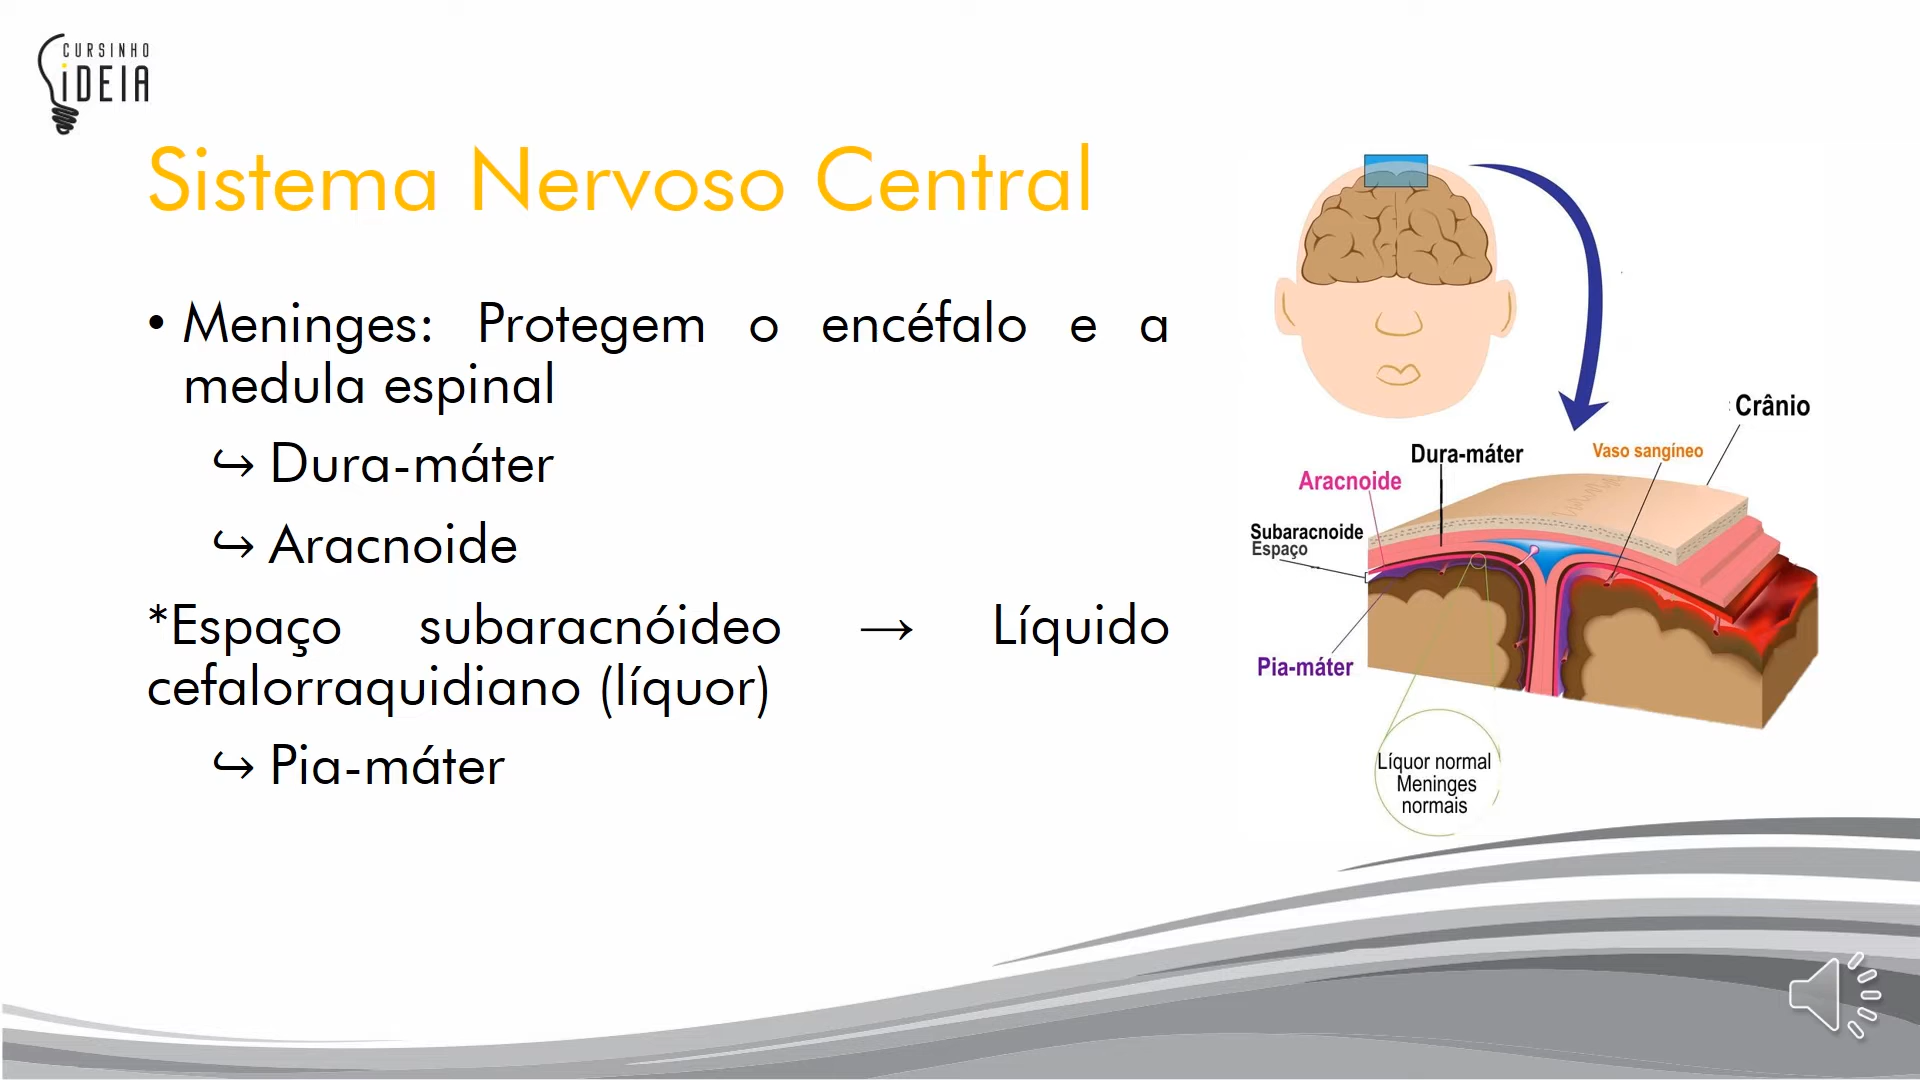 CURSINHO
iDEIA
Sistema Nervoso Central
• Meninges: Protegem o encéfalo e a
medula espinal
↪ Dura-máter
↪ Aracnoide
*Espaço subaracnóideo → Líquido
cefalorraquidiano (líquor)
↪ Pia-máter
Crânio
Dura-máter
Vaso sangíneo
Aracnoide
Subaracnoide
Espaço
Pia-máter
Líquor normal
Meninges
normais